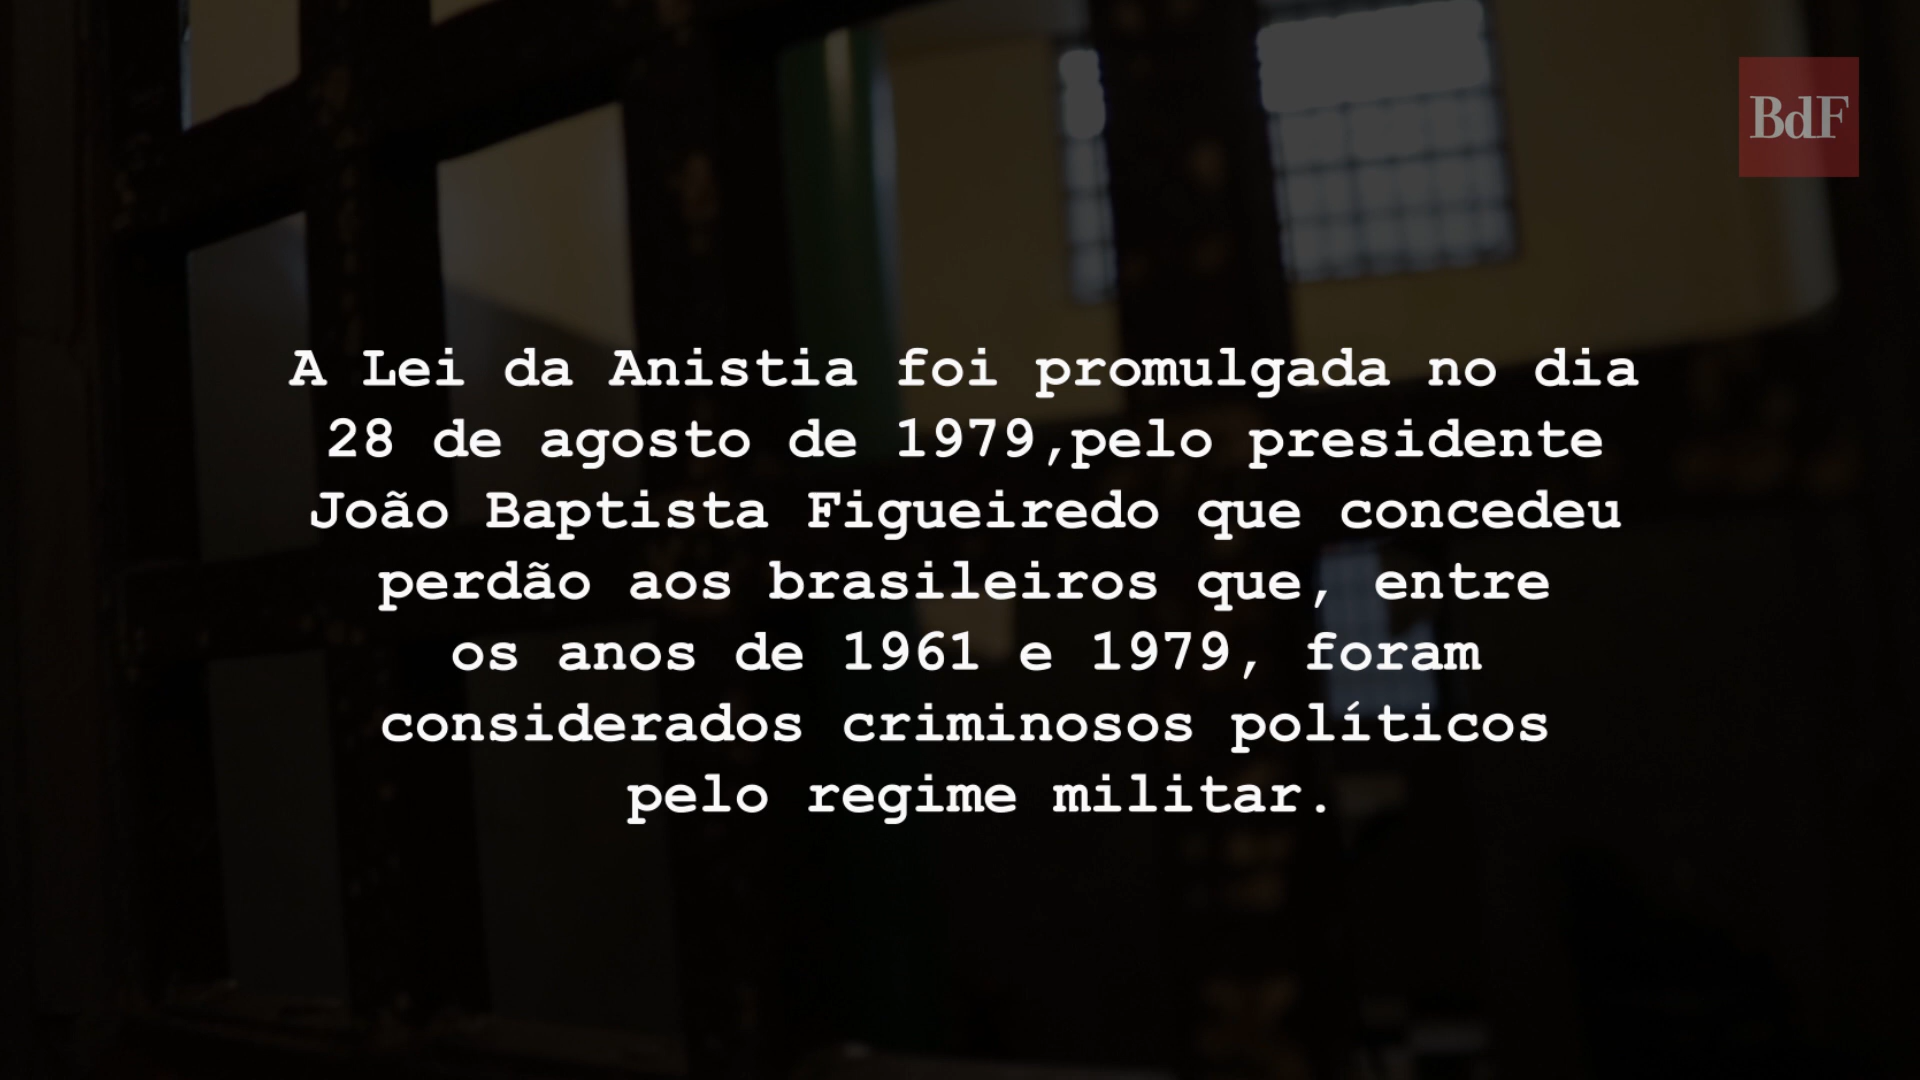 BdF
A Lei da Anistia foi promulgada no dia
28 de agosto de 1979,pelo presidente
João Baptista Figueiredo que concedeu
perdão aos brasileiros que, entre
os anos de 1961 e 1979, foram
considerados criminosos políticos
pelo regime militar.